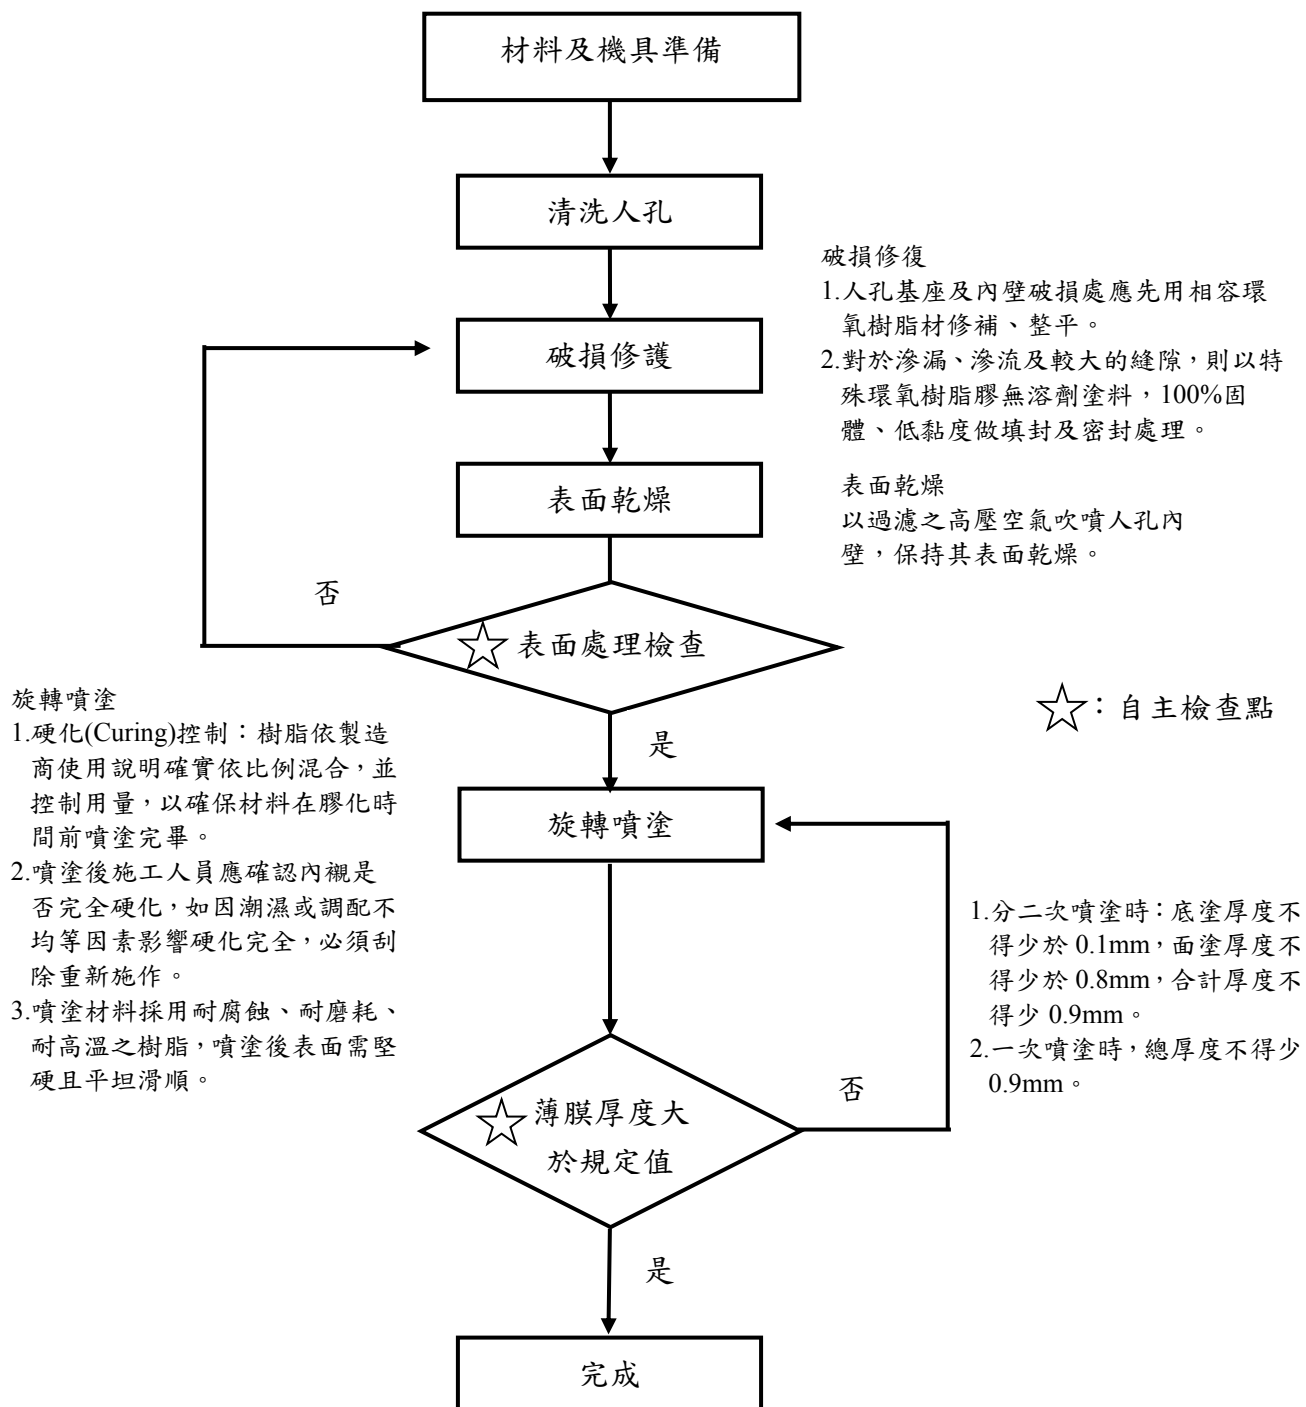 材料及機具準備
清洗人孔
破損修復
1.人孔基座及內壁破損處應先用相容環
氧樹脂材修補、整平。
2.對於滲漏、滲流及較大的縫隙，則以特
殊環氧樹脂膠無溶劑塗料，100%固
體、低黏度做填封及密封處理。
破損修護
表面乾燥
表面乾燥
以過濾之高壓空氣吹噴人孔內
壁，保持其表面乾燥。
否
☆表面處理檢查
☆：自主檢查點
是
旋轉噴塗
1.硬化(Curing)控制：樹脂依製造
商使用說明確實依比例混合，並
控制用量，以確保材料在膠化時
間前噴塗完畢。
2.噴塗後施工人員應確認內襯是
否完全硬化，如因潮濕或調配不
均等因素影響硬化完全，必須刮
除重新施作。
3.噴塗材料採用耐腐蝕、耐磨耗、
耐高溫之樹脂，噴塗後表面需堅
硬且平坦滑順。
旋轉噴塗
1.分二次噴塗時：底塗厚度不
得少於 0.1mm，面塗厚度不
得少於 0.8mm，合計厚度不
得少 0.9mm。
2.一次噴塗時，總厚度不得少
0.9mm。
否
☆薄膜厚度大
於規定值
是
完成